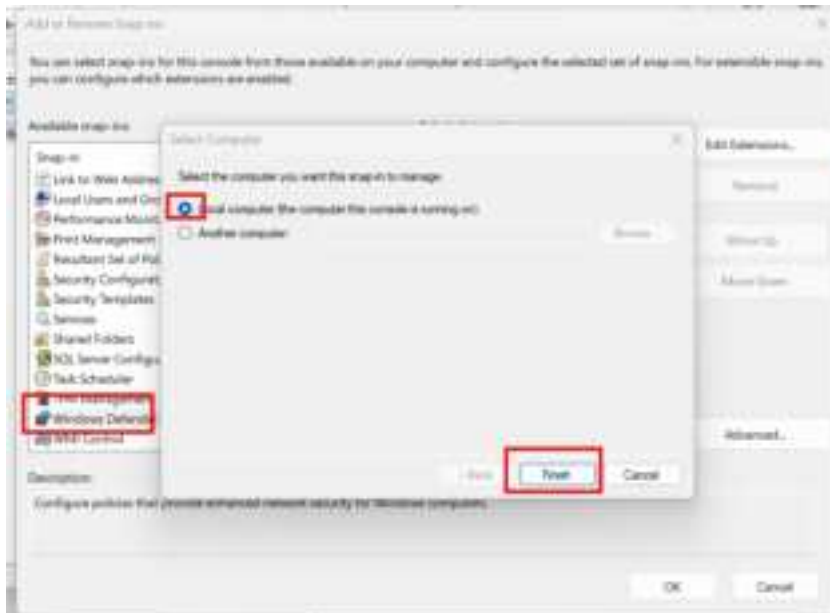 Add or Remove Snap-ins
You can select snap-ins for this console from those available on your computer and configure the selected set of snap-ins. For extensible snap-ins,
you can configure which extensions are enabled.
Available snap-ins:
Select Computer
Edit Extensions...
Snap-in
Select the computer you want this snap-in to manage:
Remove
Link to Web Addres
Local Users and Gro
Local computer (the computer this console is running on)
Performance Monit
Another computer:
Browse...
Print Management
Move Up
Resultant Set of Pol
Security Configurat
Move Down
Security Templates
Services
Shared Folders
SQL Server Configu
Task Scheduler
TPM Management
Windows Defender
WMI Control
Advanced...
< Back
Finish
Cancel
Description:
Configure policies that provide enhanced network security for Windows computers.
OK
Cancel